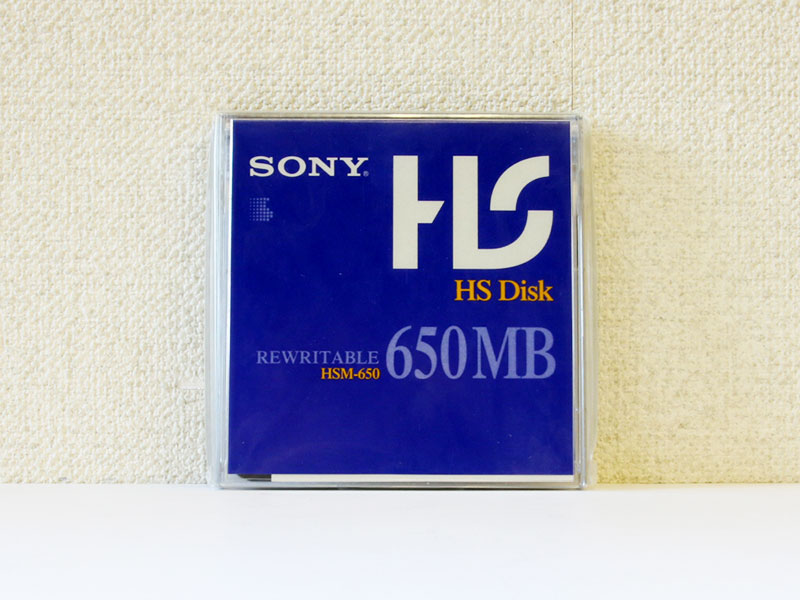 SONY®
HS
HS Disk
REWRITABLE 650MB
HSM-650